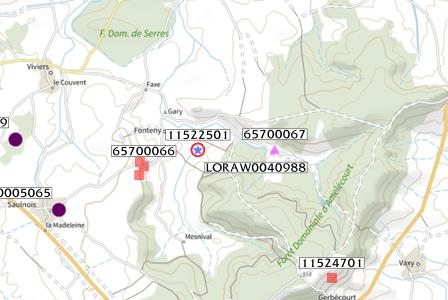 F. Dom. de Serres
Viviers
le Couvent
Faxe
Gary
9
Fonteny
11522501
65700067
65700066
LORAW0040988
0005065
Saulnois
la Madeleine
Mesnival
Forêt Domaniale d'Amelécourt
11524701
Vaxy
354
Gerbécourt